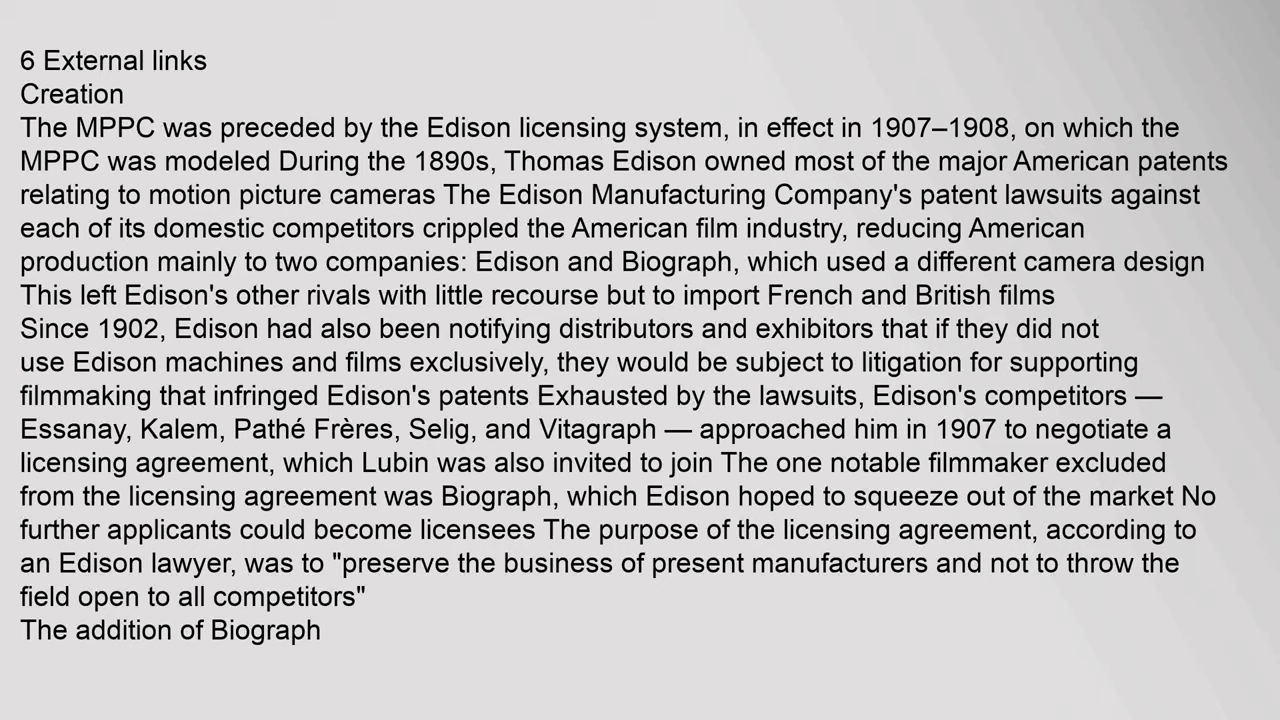 6 External links
Creation
The MPPC was preceded by the Edison licensing system, in effect in 1907–1908, on which the
MPPC was modeled During the 1890s, Thomas Edison owned most of the major American patents
relating to motion picture cameras The Edison Manufacturing Company's patent lawsuits against
each of its domestic competitors crippled the American film industry, reducing American
production mainly to two companies: Edison and Biograph, which used a different camera design
This left Edison's other rivals with little recourse but to import French and British films
Since 1902, Edison had also been notifying distributors and exhibitors that if they did not
use Edison machines and films exclusively, they would be subject to litigation for supporting
filmmaking that infringed Edison's patents Exhausted by the lawsuits, Edison's competitors —
Essanay, Kalem, Pathé Frères, Selig, and Vitagraph — approached him in 1907 to negotiate a
licensing agreement, which Lubin was also invited to join The one notable filmmaker excluded
from the licensing agreement was Biograph, which Edison hoped to squeeze out of the market No
further applicants could become licensees The purpose of the licensing agreement, according to
an Edison lawyer, was to "preserve the business of present manufacturers and not to throw the
field open to all competitors"
The addition of Biograph